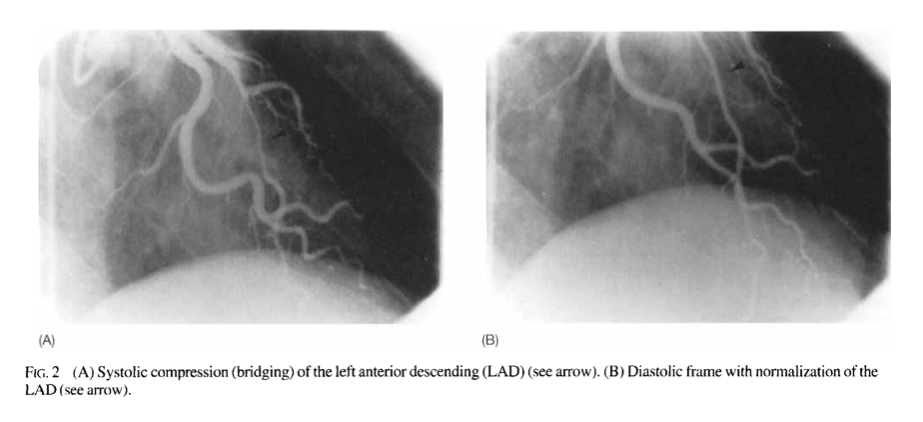 (A)
(B)
FIG. 2 (A) Systolic compression (bridging) of the left anterior descending (LAD) (see arrow). (B) Diastolic frame with normalization of the
LAD (see arrow).